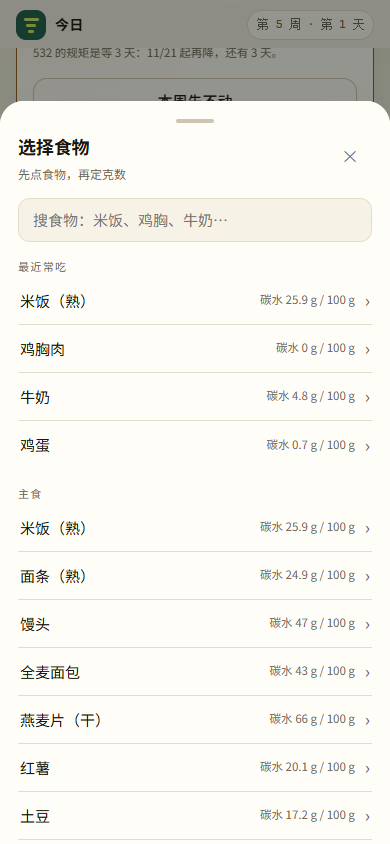 今日
第 5 周 · 第 1 天
532 的规矩是等 3 天：11/21 起再降，还有 3 天。
本周先不动
选择食物
先点食物，再定克数
搜食物：米饭、鸡胸、牛奶…
最近常吃
米饭（熟） 碳水 25.9 g / 100 g ›
鸡胸肉 碳水 0 g / 100 g ›
牛奶 碳水 4.8 g / 100 g ›
鸡蛋 碳水 0.7 g / 100 g ›
主食
米饭（熟） 碳水 25.9 g / 100 g ›
面条（熟） 碳水 24.9 g / 100 g ›
馒头 碳水 47 g / 100 g ›
全麦面包 碳水 43 g / 100 g ›
燕麦片（干） 碳水 66 g / 100 g ›
红薯 碳水 20.1 g / 100 g ›
土豆 碳水 17.2 g / 100 g ›